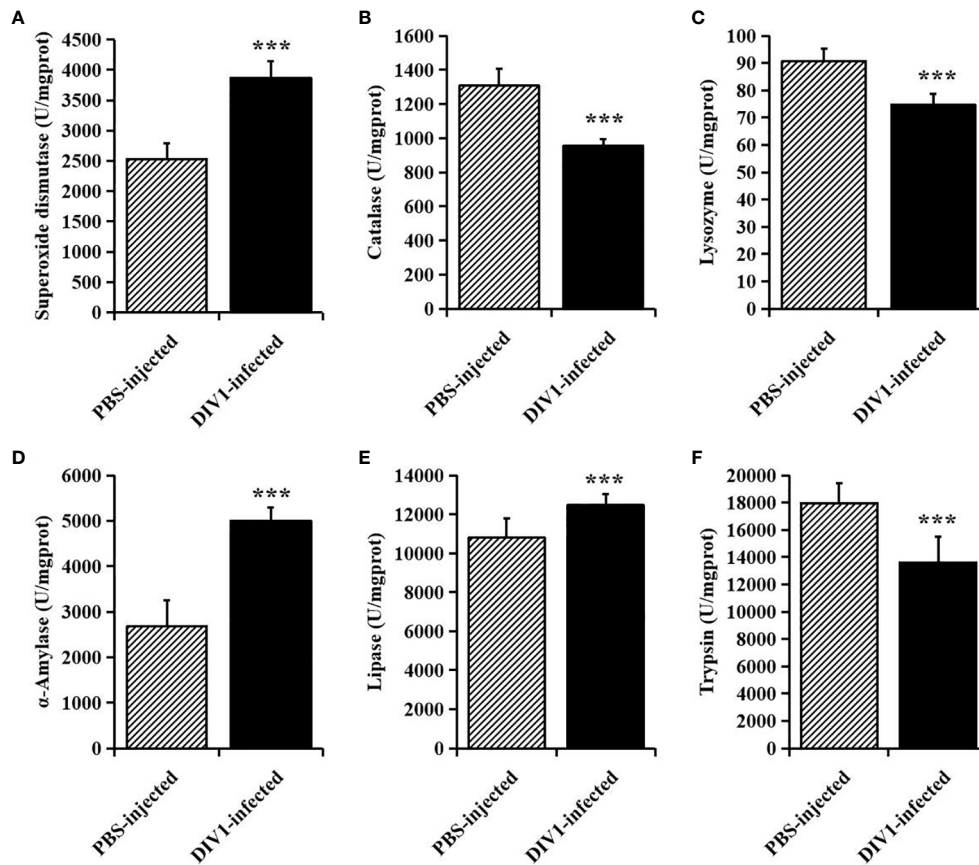 A
Superoxide dismutase (U/mgprot)
4500
4000
3500
3000
2500
2000
1500
1000
500
0
***
PBS-injected
DIV1-infected
B
Catalase (U/mgprot)
1600
1400
1200
1000
800
600
400
200
0
***
PBS-injected
DIV1-infected
C
Lysozyme (U/mgprot)
100
90
80
70
60
50
40
30
20
10
0
***
PBS-injected
DIV1-infected
D
α-Amylase (U/mgprot)
6000
5000
4000
3000
2000
1000
0
***
PBS-injected
DIV1-infected
E
Lipase (U/mgprot)
14000
12000
10000
8000
6000
4000
2000
0
***
PBS-injected
DIV1-infected
F
Trypsin (U/mgprot)
20000
18000
16000
14000
12000
10000
8000
6000
4000
2000
0
***
PBS-injected
DIV1-infected